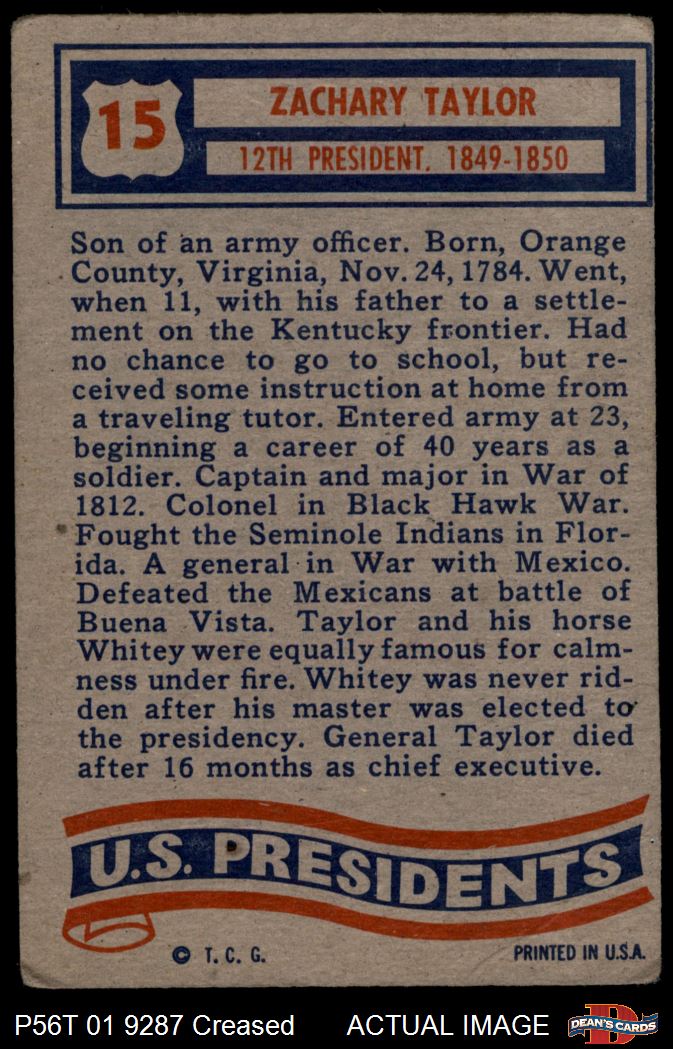 15
ZACHARY TAYLOR
12TH PRESIDENT, 1849-1850
Son of an army officer. Born, Orange
County, Virginia, Nov. 24, 1784. Went,
when 11, with his father to a settle-
ment on the Kentucky frontier. Had
no chance to go to school, but re-
ceived some instruction at home from
a traveling tutor. Entered army at 23,
beginning a career of 40 years as a
soldier. Captain and major in War of
1812. Colonel in Black Hawk War.
Fought the Seminole Indians in Flor-
ida. A general in War with Mexico.
Defeated the Mexicans at battle of
Buena Vista. Taylor and his horse
Whitey were equally famous for calm-
ness under fire. Whitey was never rid-
den after his master was elected to
the presidency. General Taylor died
after 16 months as chief executive.
U.S. PRESIDENTS
© T. C. G.
PRINTED IN U.S.A.
P56T 01 9287 Creased
ACTUAL IMAGE
D
DEAN'S CARDS